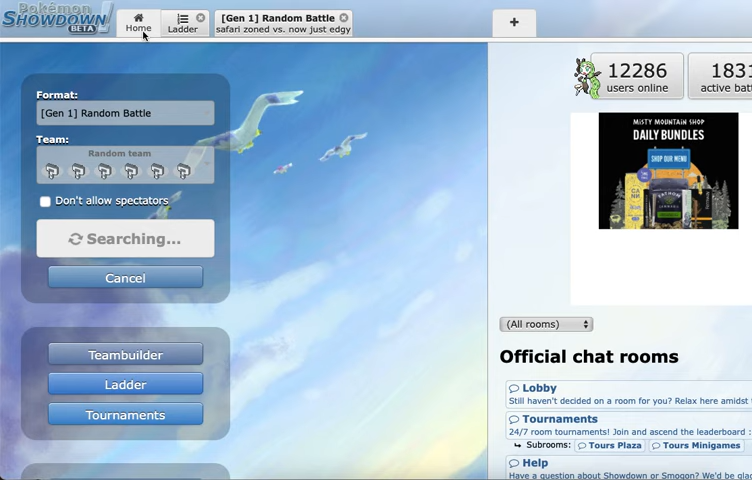 Pokémon
SHOWDOWN!
BETA
Home
Ladder
[Gen 1] Random Battle
safari zoned vs. now just edgy
+
Format:
[Gen 1] Random Battle
Team:
Random team
Don't allow spectators
Searching...
Cancel
Teambuilder
Ladder
Tournaments
12286
users online
1831
active bat
MISTY MOUNTAIN SHOP
DAILY BUNDLES
SHOP OUR MENU
(All rooms)
Official chat rooms
Lobby
Still haven't decided on a room for you? Relax here amidst
Tournaments
24/7 room tournaments! Join and ascend the leaderboard :
Subrooms: Tours Plaza Tours Minigames
Help
Have a question about Showdown or Smogon? We'd be gla